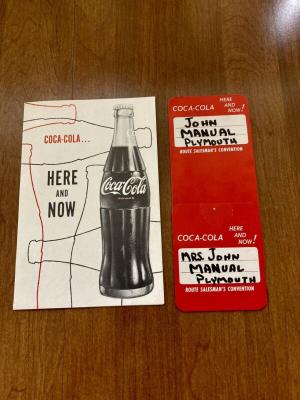 COCA-COLA...
HERE
AND
NOW
Coca-Cola
COCA-COLA HERE
AND
NOW!
JOHN
MANUAL
PLYMOUTH
ROUTE SALESMAN'S CONVENTION
COCA-COLA HERE
AND
NOW!
MRS. JOHN
MANUAL
PLYMOUTH
ROUTE SALESMAN'S CONVENTION